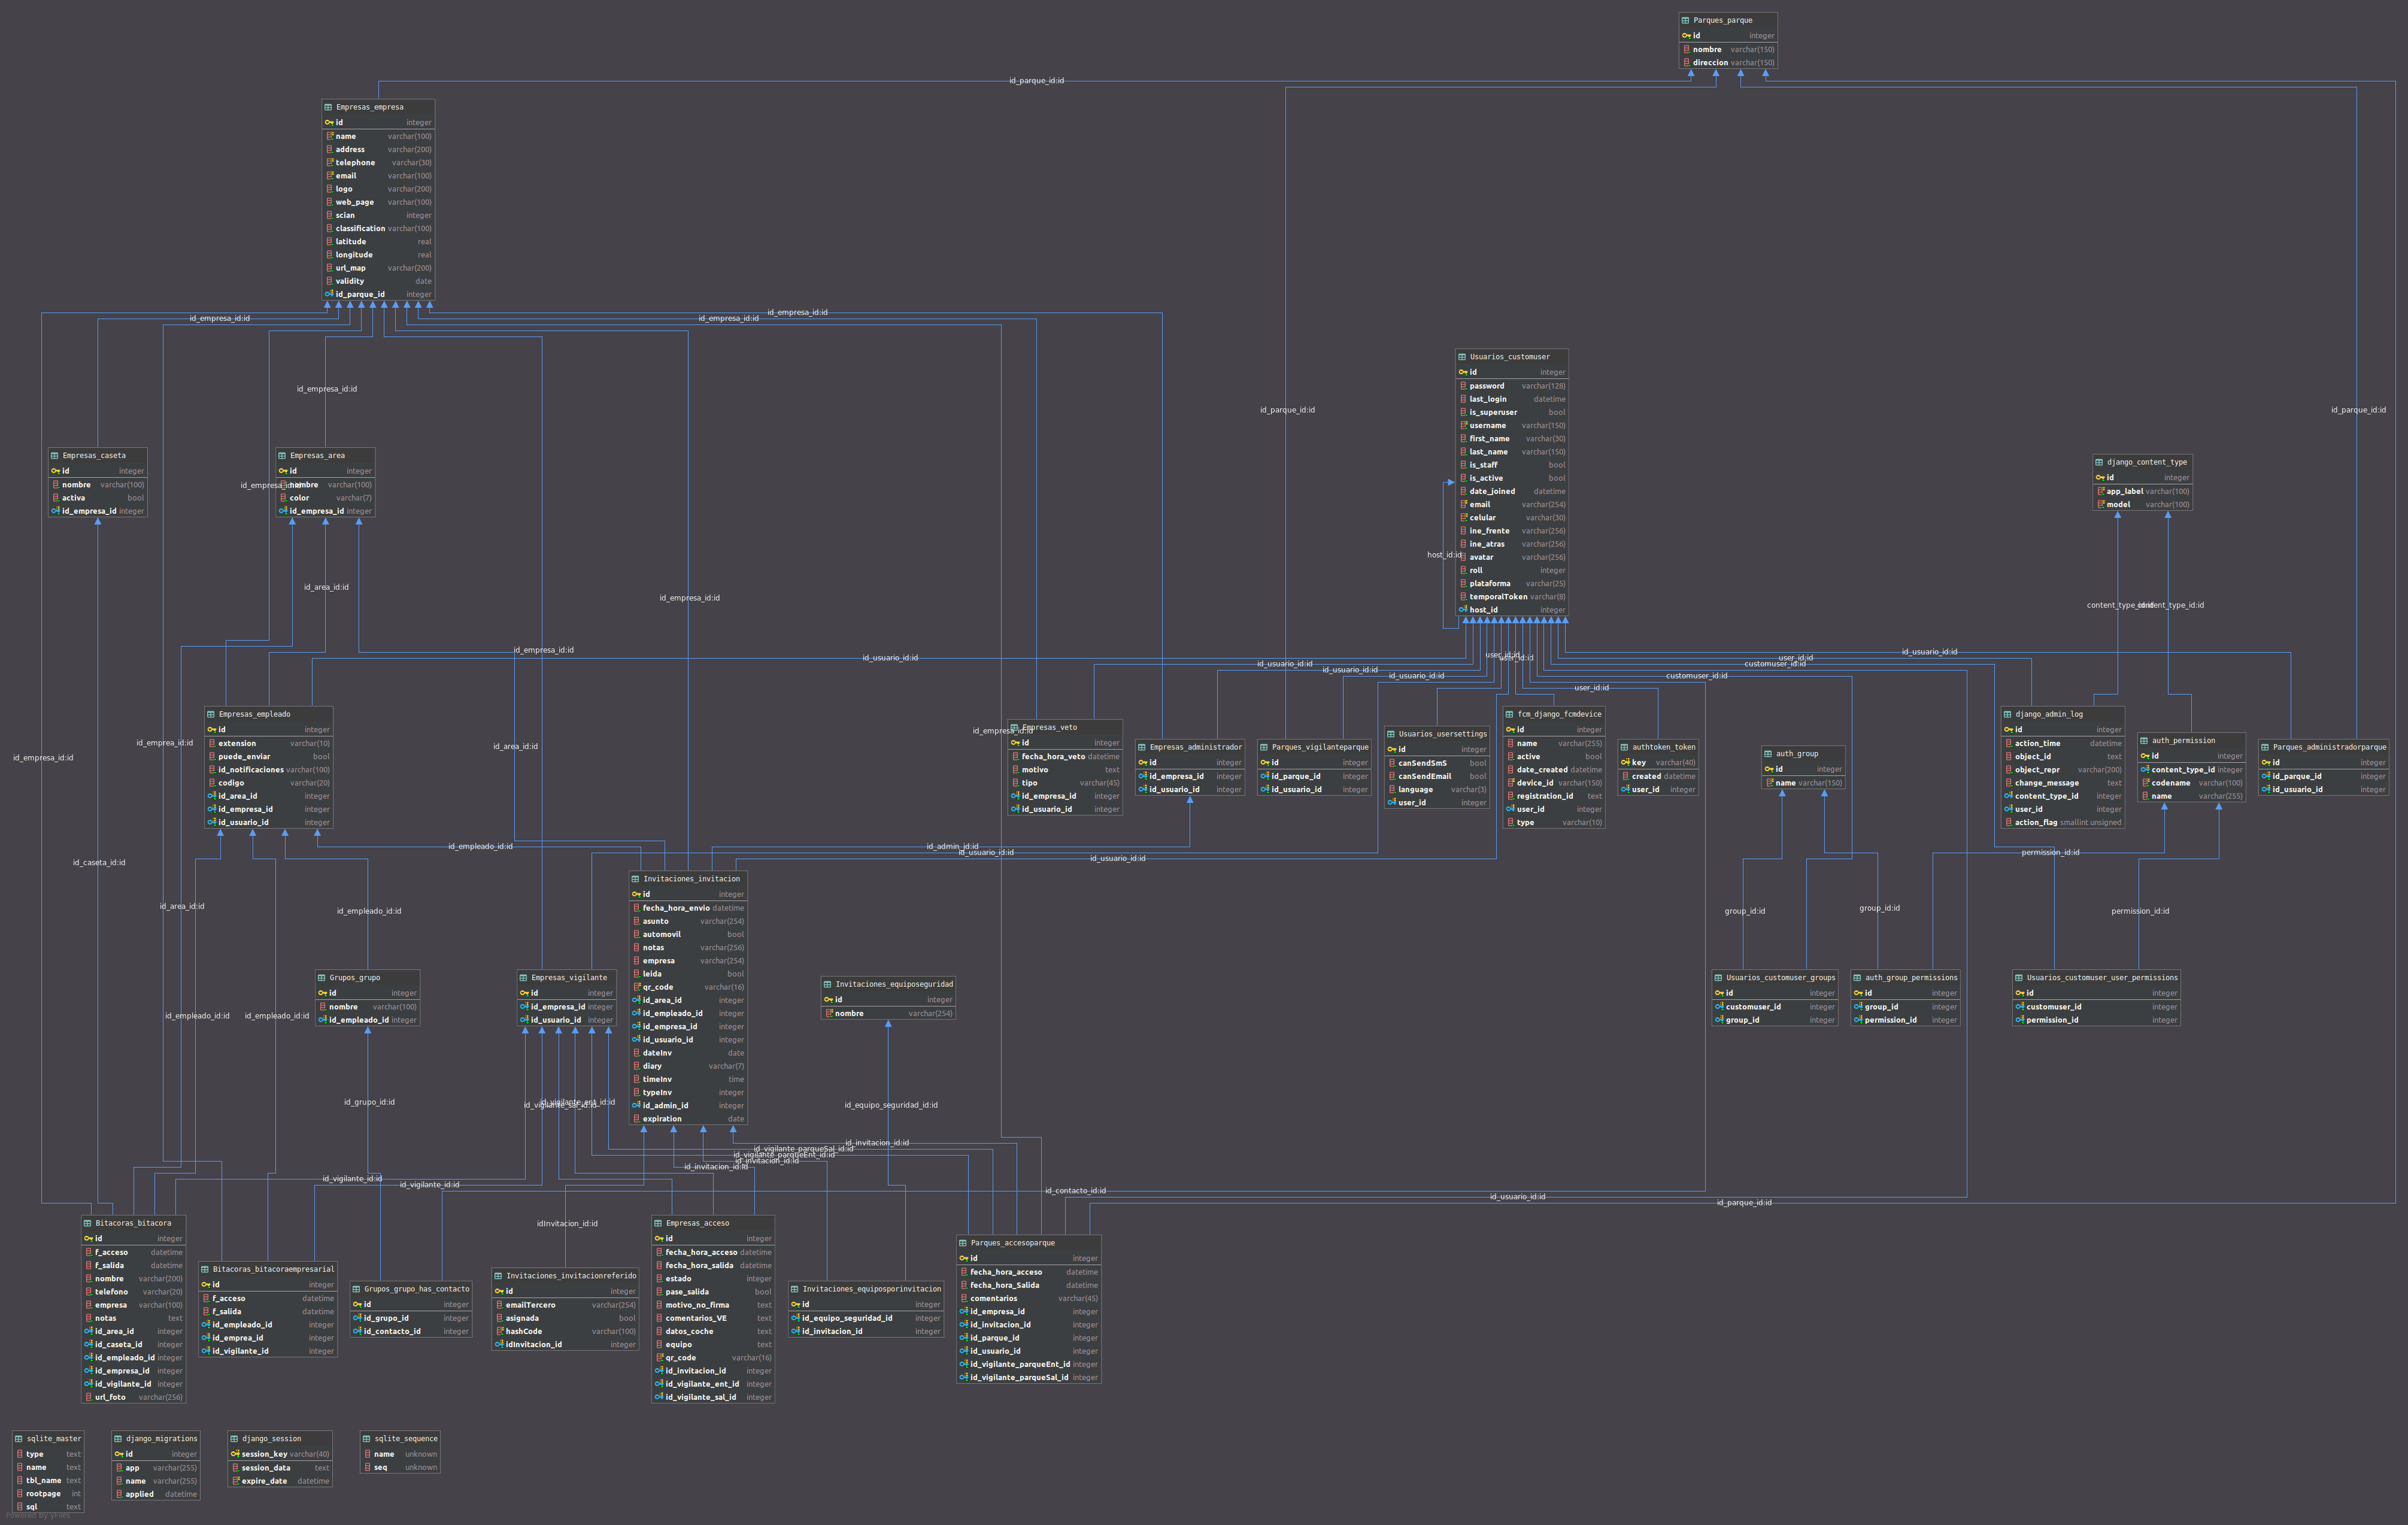 Parques_parque
id integer
nombre varchar(150)
direccion varchar(150)
id_parque_id:id
Empresas_empresa
id integer
name varchar(100)
address varchar(200)
telephone varchar(30)
email varchar(100)
logo varchar(200)
web_page varchar(100)
scian integer
classification varchar(100)
latitude real
longitude real
url_map varchar(200)
validity date
id_parque_id integer
id_empresa_id:id
id_empresa_id:id
id_empresa_id:id
id_empresa_id:id
id_parque_id:id
id_parque_id:id
Usuarios_customuser
id integer
password varchar(128)
last_login datetime
is_superuser bool
username varchar(150)
first_name varchar(30)
last_name varchar(150)
is_staff bool
is_active bool
date_joined datetime
email varchar(254)
celular varchar(30)
ine_frente varchar(256)
ine_atras varchar(256)
avatar varchar(256)
roll integer
plataforma varchar(25)
temporalToken varchar(8)
host_id integer
host_id:id
Empresas_caseta
id integer
nombre varchar(100)
activa bool
id_empresa_id integer
Empresas_area
id integer
nombre varchar(100)
color varchar(7)
id_empresa_id integer
django_content_type
id integer
app_label varchar(100)
model varchar(100)
content_type_id:id
content_type_id:id
id_area_id:id
id_empresa_id:id
id_empresa_id:id
id_usuario_id:id
id_usuario_id:id
id_usuario_id:id
id_usuario_id:id
user_id:id
user_id:id
user_id:id
user_id:id
customuser_id:id
customuser_id:id
id_usuario_id:id
Empresas_empleado
id integer
extension varchar(10)
puede_enviar bool
id_notificaciones varchar(100)
codigo varchar(20)
id_area_id integer
id_empresa_id integer
id_usuario_id integer
Empresas_veto
id integer
fecha_hora_veto datetime
motivo text
tipo varchar(45)
id_empresa_id integer
id_usuario_id integer
id_empresa_id:id
Empresas_administrador
id integer
id_empresa_id integer
id_usuario_id integer
Parques_vigilanteparque
id integer
id_parque_id integer
id_usuario_id integer
Usuarios_usersettings
id integer
canSendSmS bool
canSendEmail bool
language varchar(3)
user_id integer
fcm_django_fcmdevice
id integer
name varchar(255)
active bool
date_created datetime
device_id varchar(150)
registration_id text
user_id integer
type varchar(10)
authtoken_token
key varchar(40)
created datetime
user_id integer
auth_group
id integer
name varchar(150)
django_admin_log
id integer
action_time datetime
object_id text
object_repr varchar(200)
change_message text
content_type_id integer
user_id integer
action_flag smallint unsigned
auth_permission
id integer
content_type_id integer
codename varchar(100)
name varchar(255)
Parques_administradorparque
id integer
id_parque_id integer
id_usuario_id integer
id_empresa_id:id
id_emprea_id:id
id_area_id:id
id_caseta_id:id
id_area_id:id
id_empleado_id:id
id_admin_id:id
id_usuario_id:id
id_usuario_id:id
permission_id:id
id_empleado_id:id
group_id:id
group_id:id
permission_id:id
Invitaciones_invitacion
id integer
fecha_hora_envio datetime
asunto varchar(254)
automovil bool
notas varchar(256)
empresa varchar(254)
leida bool
qr_code varchar(16)
id_area_id integer
id_empleado_id integer
id_empresa_id integer
id_usuario_id integer
dateInv date
diary varchar(7)
timeInv time
typeInv integer
id_admin_id integer
expiration date
Grupos_grupo
id integer
nombre varchar(100)
id_empleado_id integer
Empresas_vigilante
id integer
id_empresa_id integer
id_usuario_id integer
Invitaciones_equiposeguridad
id integer
nombre varchar(254)
Usuarios_customuser_groups
id integer
customuser_id integer
group_id integer
auth_group_permissions
id integer
group_id integer
permission_id integer
Usuarios_customuser_user_permissions
id integer
customuser_id integer
permission_id integer
id_empleado_id:id
id_empleado_id:id
id_grupo_id:id
id_vigilante_sal_id:id
id_vigilante_ent_id:id
id_equipo_seguridad_id:id
id_invitacion_id:id
id_vigilante_parqueSal_id:id
id_vigilante_parqueEnt_id:id
id_invitacion_id:id
id_invitacion_id:id
id_vigilante_id:id
id_vigilante_id:id
id_contacto_id:id
id_usuario_id:id
id_parque_id:id
idInvitacion_id:id
Bitacoras_bitacora
id integer
f_acceso datetime
f_salida datetime
nombre varchar(200)
telefono varchar(20)
empresa varchar(100)
notas text
id_area_id integer
id_caseta_id integer
id_empleado_id integer
id_empresa_id integer
id_vigilante_id integer
url_foto varchar(256)
Bitacoras_bitacoraempresarial
id integer
f_acceso datetime
f_salida datetime
id_empleado_id integer
id_emprea_id integer
id_vigilante_id integer
Grupos_grupo_has_contacto
id integer
id_grupo_id integer
id_contacto_id integer
Invitaciones_invitacionreferido
id integer
emailTercero varchar(254)
asignada bool
hashCode varchar(100)
idInvitacion_id integer
Empresas_acceso
id integer
fecha_hora_acceso datetime
fecha_hora_salida datetime
estado integer
pase_salida bool
motivo_no_firma text
comentarios_VE text
datos_coche text
equipo text
qr_code varchar(16)
id_invitacion_id integer
id_vigilante_ent_id integer
id_vigilante_sal_id integer
Invitaciones_equiposporinvitacion
id integer
id_equipo_seguridad_id integer
id_invitacion_id integer
Parques_accesoparque
id integer
fecha_hora_acceso datetime
fecha_hora_Salida datetime
comentarios varchar(45)
id_empresa_id integer
id_invitacion_id integer
id_parque_id integer
id_usuario_id integer
id_vigilante_parqueEnt_id integer
id_vigilante_parqueSal_id integer
sqlite_master
type text
name text
tbl_name text
rootpage int
sql text
django_migrations
id integer
app varchar(255)
name varchar(255)
applied datetime
django_session
session_key varchar(40)
session_data text
expire_date datetime
sqlite_sequence
name unknown
seq unknown
Powered by yFiles